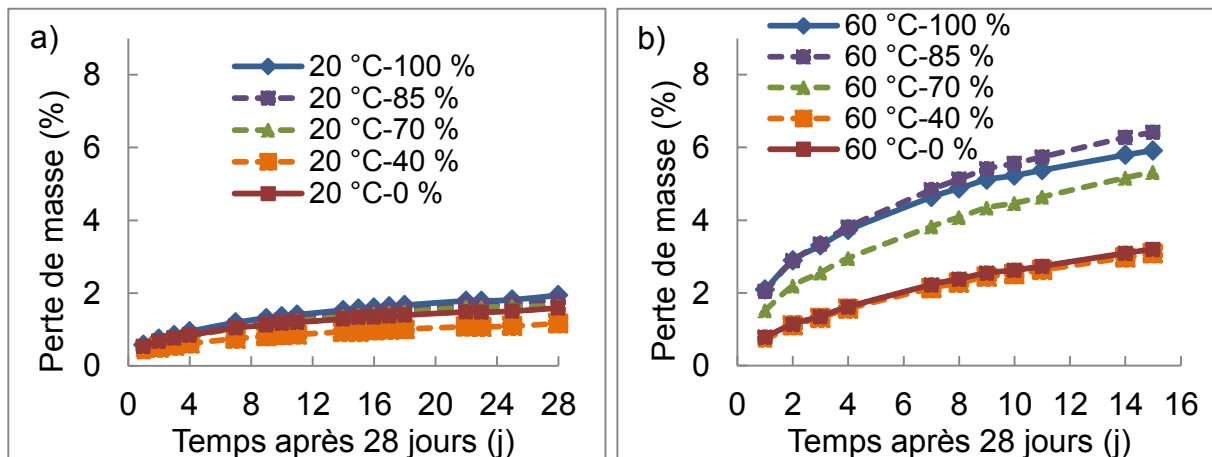 a)
20 °C-100 %
20 °C-85 %
20 °C-70 %
20 °C-40 %
20 °C-0 %
Perte de masse (%)
8
6
4
2
0
0 4 8 12 16 20 24 28
Temps après 28 jours (j)
b)
60 °C-100 %
60 °C-85 %
60 °C-70 %
60 °C-40 %
60 °C-0 %
Perte de masse (%)
8
6
4
2
0
0 2 4 6 8 10 12 14 16
Temps après 28 jours (j)